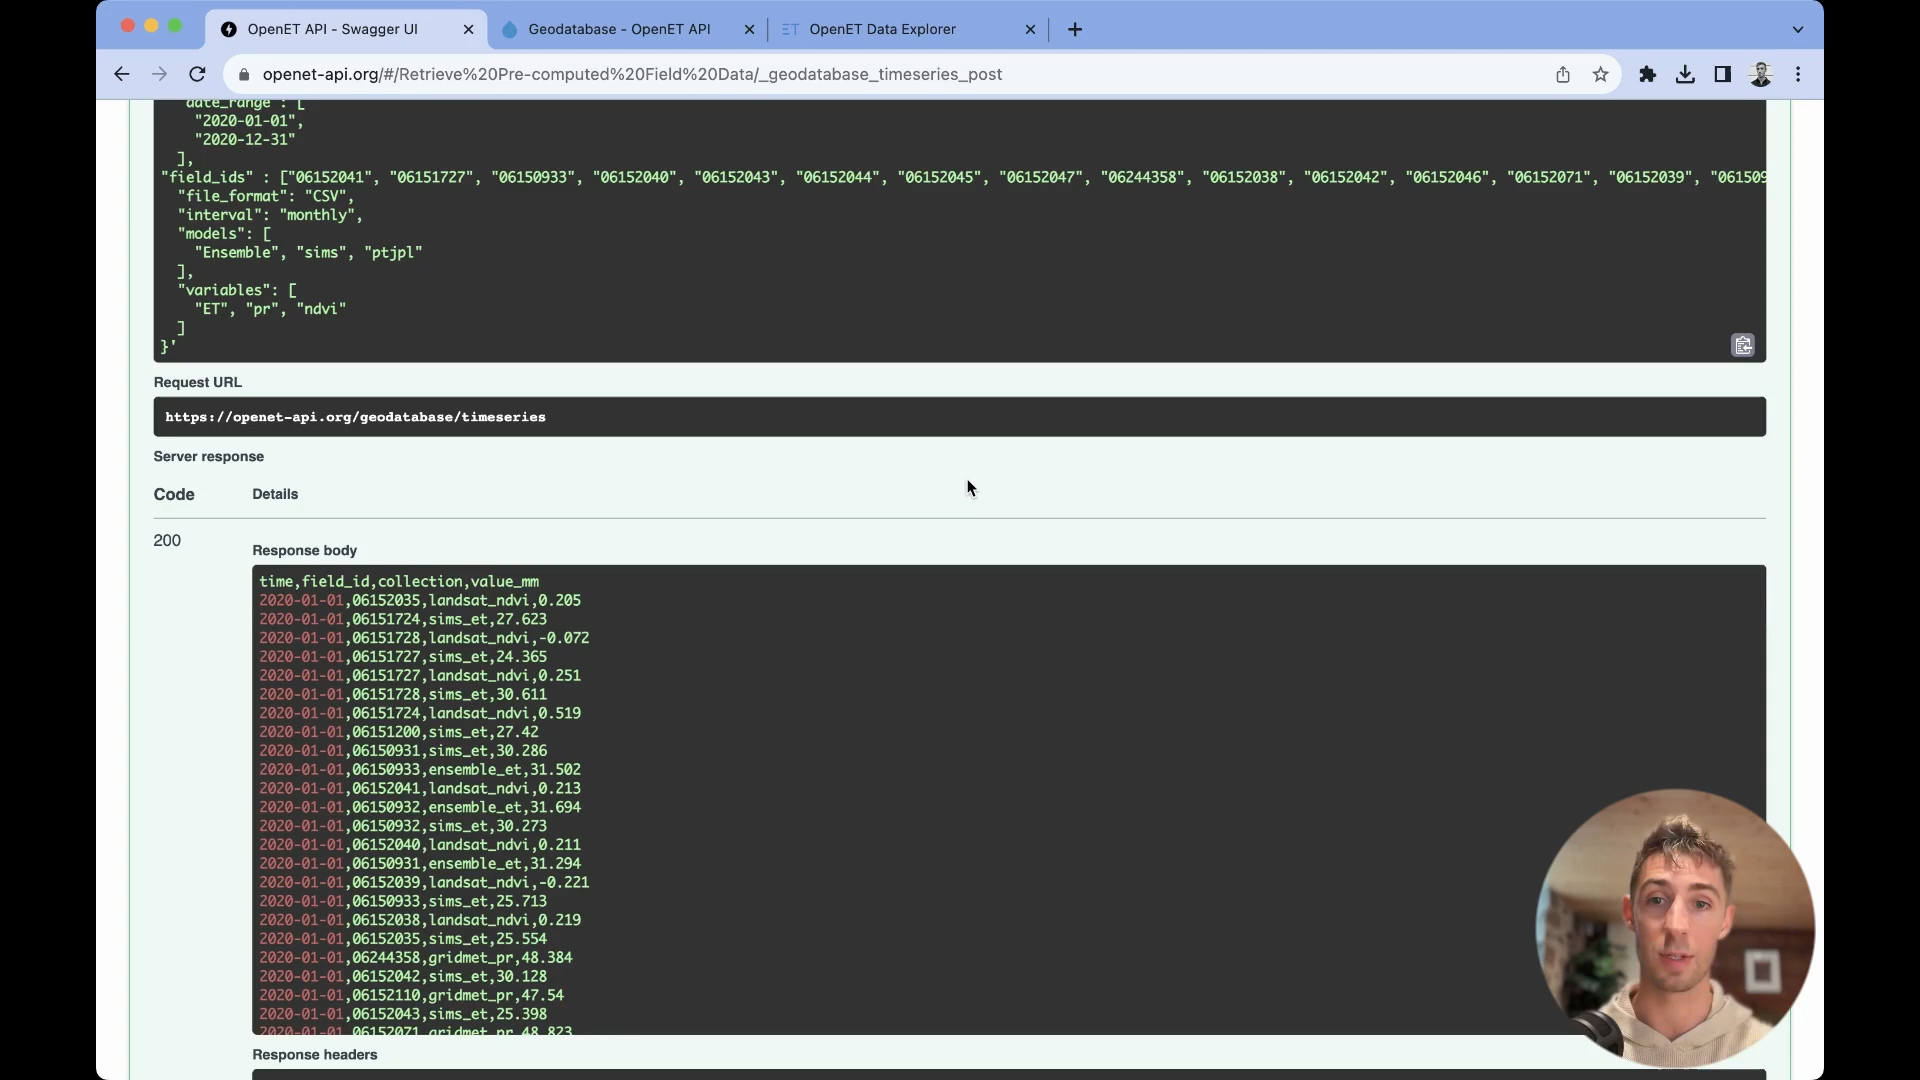 OpenET API - Swagger UI
Geodatabase - OpenET API
ET OpenET Data Explorer
openet-api.org/#/Retrieve%20Pre-computed%20Field%20Data/_geodatabase_timeseries_post
"date_range": [
"2020-01-01",
"2020-12-31"
],
"field_ids" : ["06152041", "06151727", "06150933", "06152040", "06152043", "06152044", "06152045", "06152047", "06244358", "06152038", "06152042", "06152046", "06152071", "06152039", "061509
"file_format": "CSV",
"interval": "monthly",
"models": [
"Ensemble", "sims", "ptjpl"
],
"variables": [
"ET", "pr", "ndvi"
]
}'
Request URL
https://openet-api.org/geodatabase/timeseries
Server response
Code Details
200
Response body
time,field_id,collection,value_mm
2020-01-01,06152035,landsat_ndvi,0.205
2020-01-01,06151724,sims_et,27.623
2020-01-01,06151728,landsat_ndvi,-0.072
2020-01-01,06151727,sims_et,24.365
2020-01-01,06151727,landsat_ndvi,0.251
2020-01-01,06151728,sims_et,30.611
2020-01-01,06151724,landsat_ndvi,0.519
2020-01-01,06151200,sims_et,27.42
2020-01-01,06150931,sims_et,30.286
2020-01-01,06150933,ensemble_et,31.502
2020-01-01,06152041,landsat_ndvi,0.213
2020-01-01,06150932,ensemble_et,31.694
2020-01-01,06150932,sims_et,30.273
2020-01-01,06152040,landsat_ndvi,0.211
2020-01-01,06150931,ensemble_et,31.294
2020-01-01,06152039,landsat_ndvi,-0.221
2020-01-01,06150933,sims_et,25.713
2020-01-01,06152038,landsat_ndvi,0.219
2020-01-01,06152035,sims_et,25.554
2020-01-01,06244358,gridmet_pr,48.384
2020-01-01,06152042,sims_et,30.128
2020-01-01,06152110,gridmet_pr,47.54
2020-01-01,06152043,sims_et,25.398
2020-01-01,06152071,gridmet_pr,48.823
Response headers